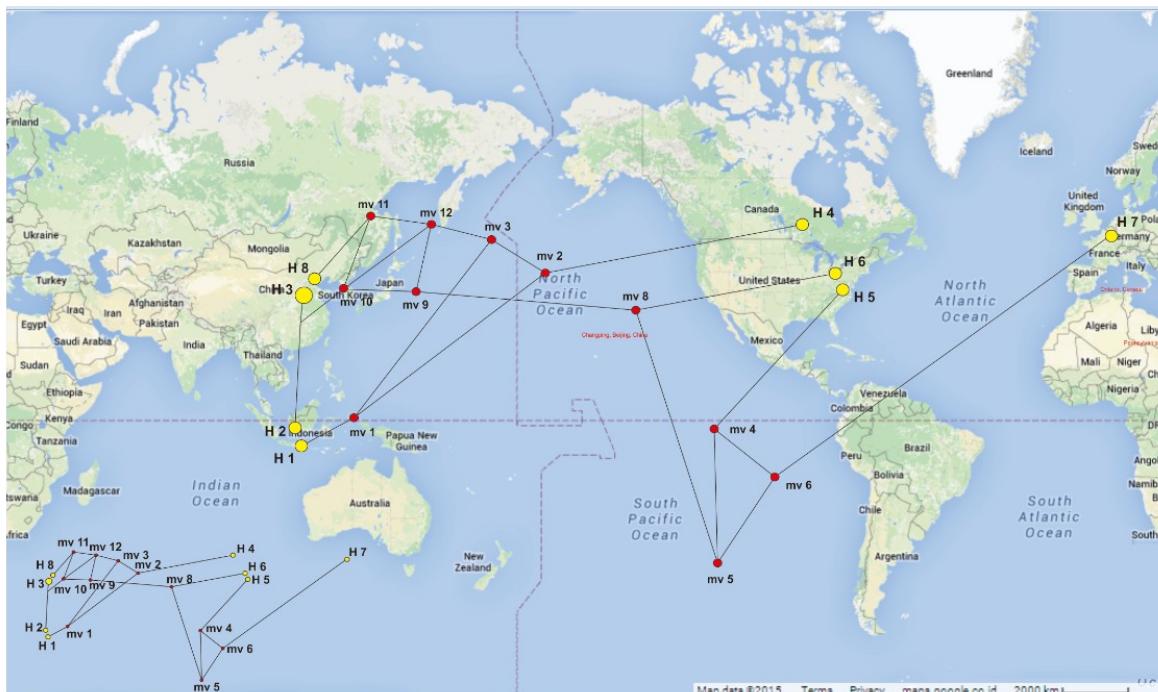 Greenland
Finland
Iceland
Russia
Norway
Swed
United
Kingdom
Canada
H 4
H 7
Germany
France
Spain
Italy
Ukraine
Kazakhstan
Mongolia
Turkey
mv 11
mv 12
mv 3
mv 2
H 6
H 5
United States
H 8
H 3
mv 10
South Korea
Japan
mv 9
North
Pacific
Ocean
mv 8
North
Atlantic
Ocean
Afghanistan
Iraq
Iran
Pakistan
Egypt
Saudi Arabia
India
Thailand
Changping, Beijing, China
Mexico
Algeria
Mali
Niger
Nigeria
Sudan
Ethiopia
Kenya
Tanzania
Congo
Venezuela
Colombia
H 2
Indonesia
H 1
mv 1
Papua New
Guinea
mv 4
Peru
Brazil
Bolivia
mv 6
Madagascar
Indian
Ocean
Australia
South
Pacific
Ocean
Chile
Argentina
South
Atlantic
Ocean
Angola
Namib
New
Zealand
mv 5
mv 11
mv 12
mv 3
mv 2
H 4
H 7
H 8
H 3
mv 10
mv 9
mv 8
H 6
H 5
H 2
H 1
mv 1
mv 4
mv 6
mv 5
Map data ©2015 Terms Privacy maps.google.co.id 2000 km